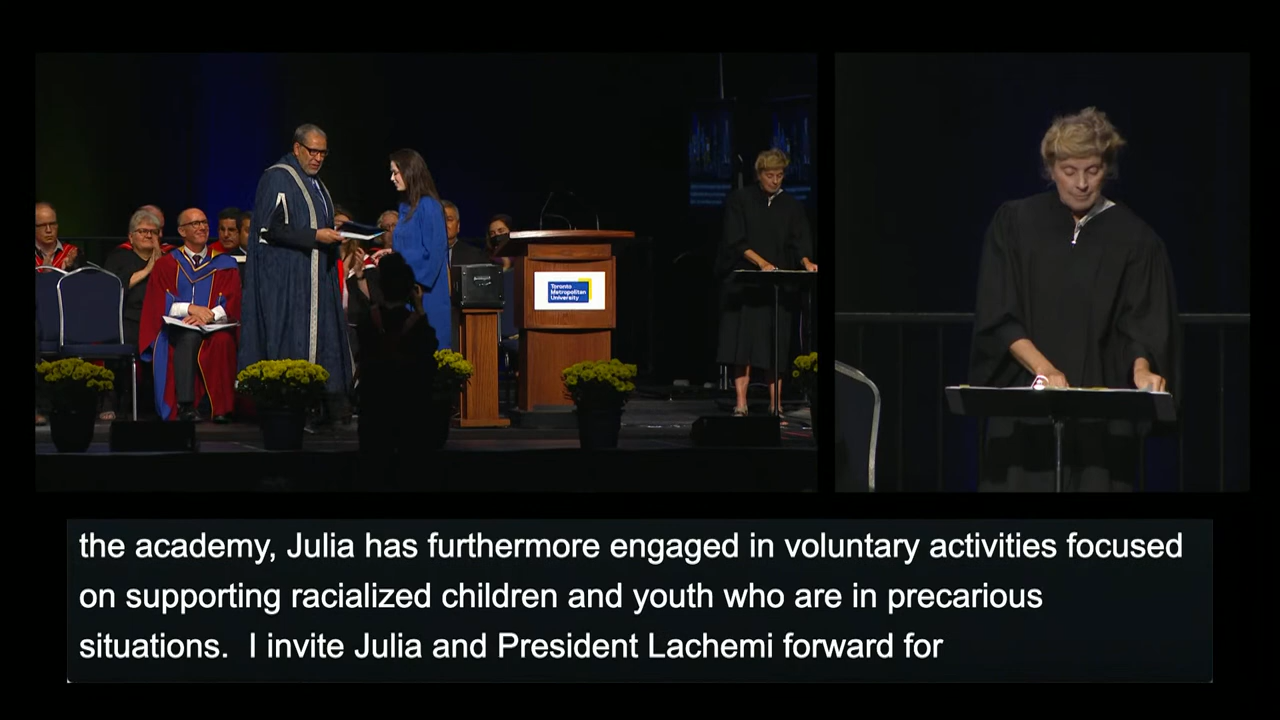 Toronto
Metropolitan
University
the academy, Julia has furthermore engaged in voluntary activities focused
on supporting racialized children and youth who are in precarious
situations.  I invite Julia and President Lachemi forward for